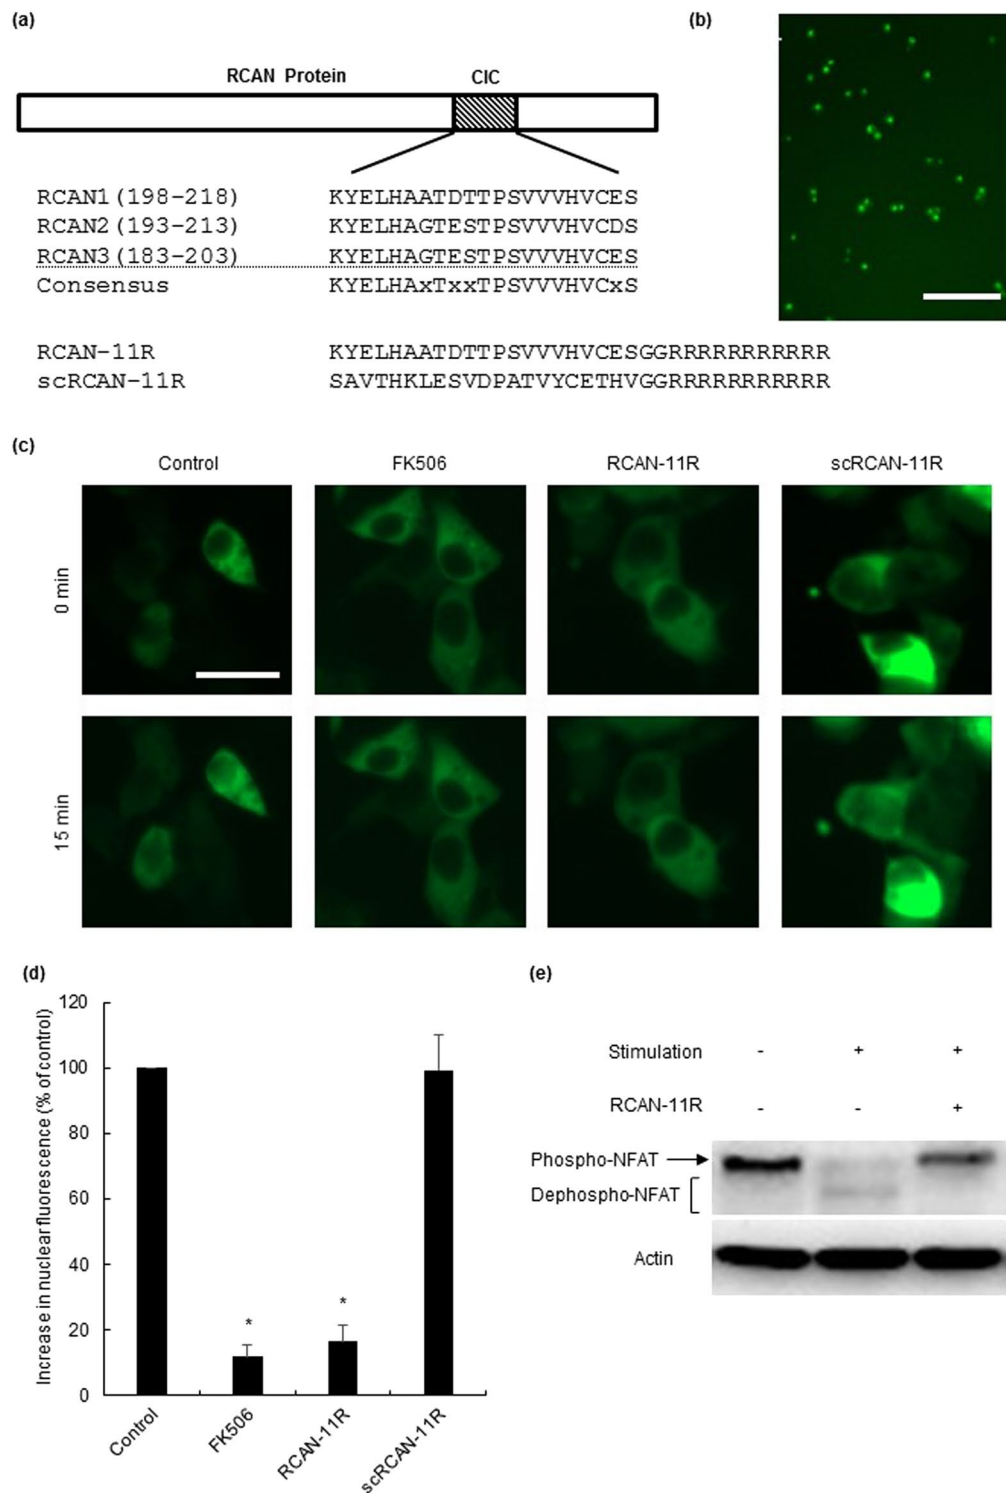 (a)
RCAN Protein CIC
RCAN1(198-218) KYELHAATDTTPSVVVHVCES
RCAN2(193-213) KYELHAGTESTPSVVVHVCDS
RCAN3(183-203) KYELHAGTESTPSVVVHVCES
Consensus KYELHAxTxxTPSVVVHVCxS
RCAN-11R KYELHAATDTTPSVVVHVCESGGRRRRRRRRRRR
scRCAN-11R SAVTHKLESVDPATVYCETHVGGRRRRRRRRRRR
(b)
(c)
Control FK506 RCAN-11R scRCAN-11R
0 min
15 min
(d)
Increase in nuclear fluorescence (% of control)
120
100
80
60
40
20
0
* *
Control FK506 RCAN-11R scRCAN-11R
(e)
Stimulation - + +
RCAN-11R - - +
Phospho-NFAT
Dephospho-NFAT
Actin